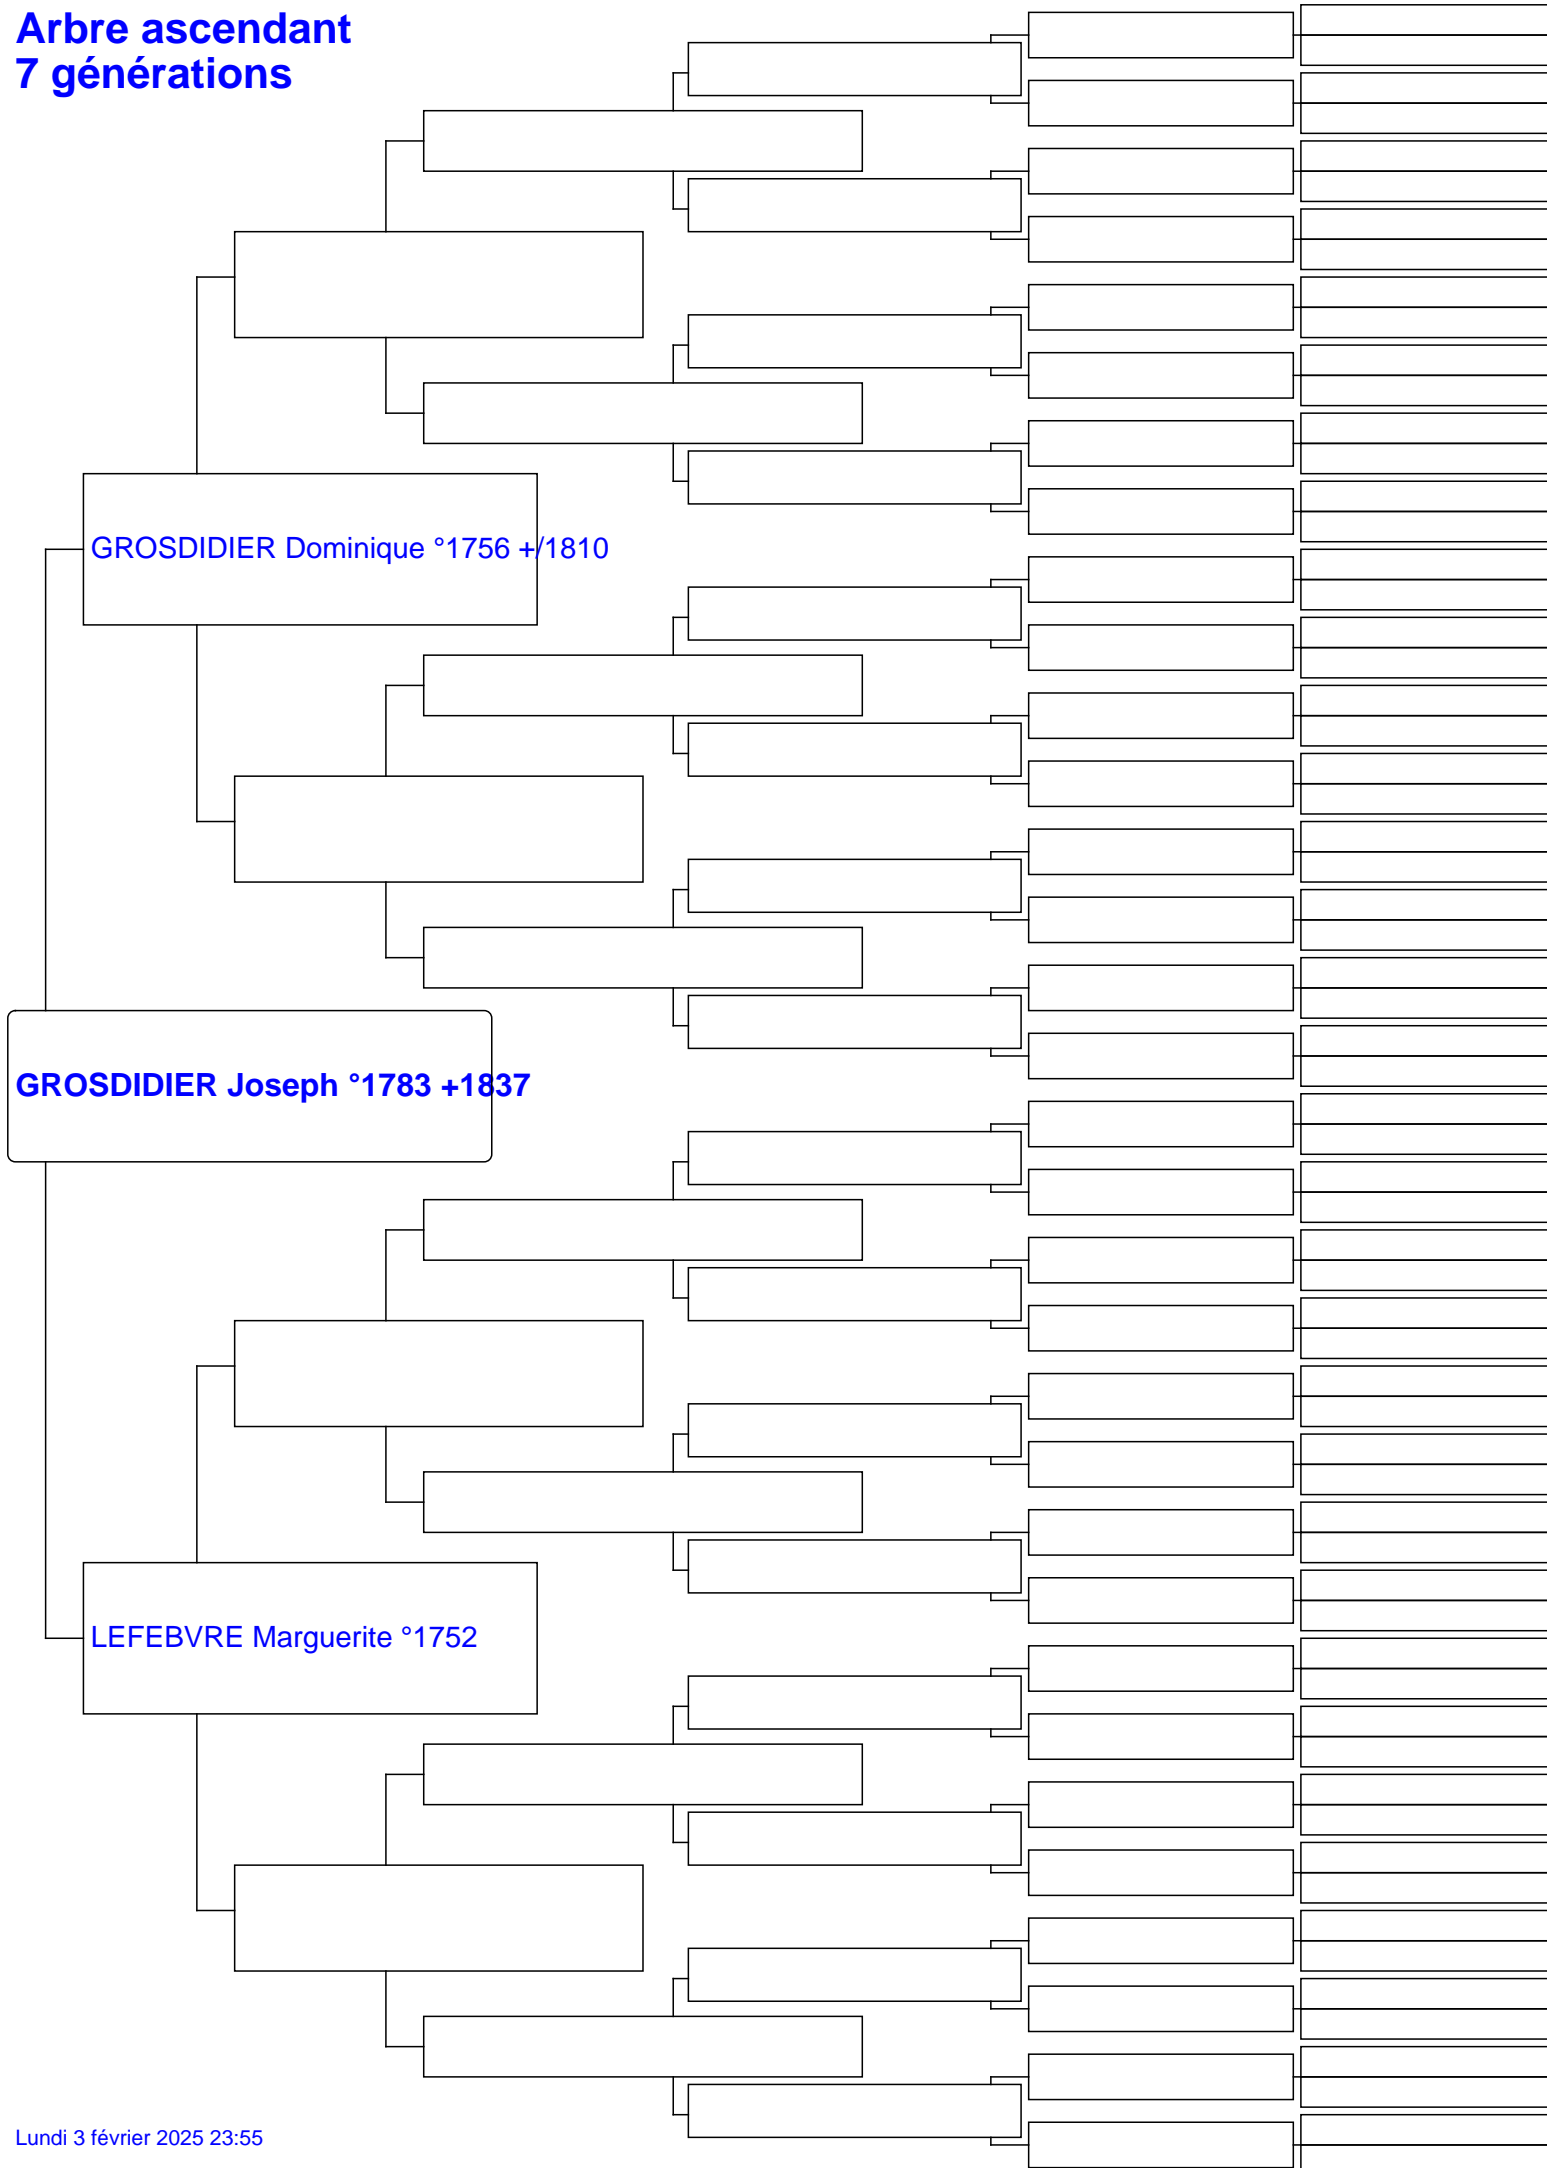 Arbre ascendant
7 générations
GROSDIDIER Dominique °1756 +/1810
GROSDIDIER Joseph °1783 +1837
LEFEBVRE Marguerite °1752
Lundi 3 février 2025 23:55